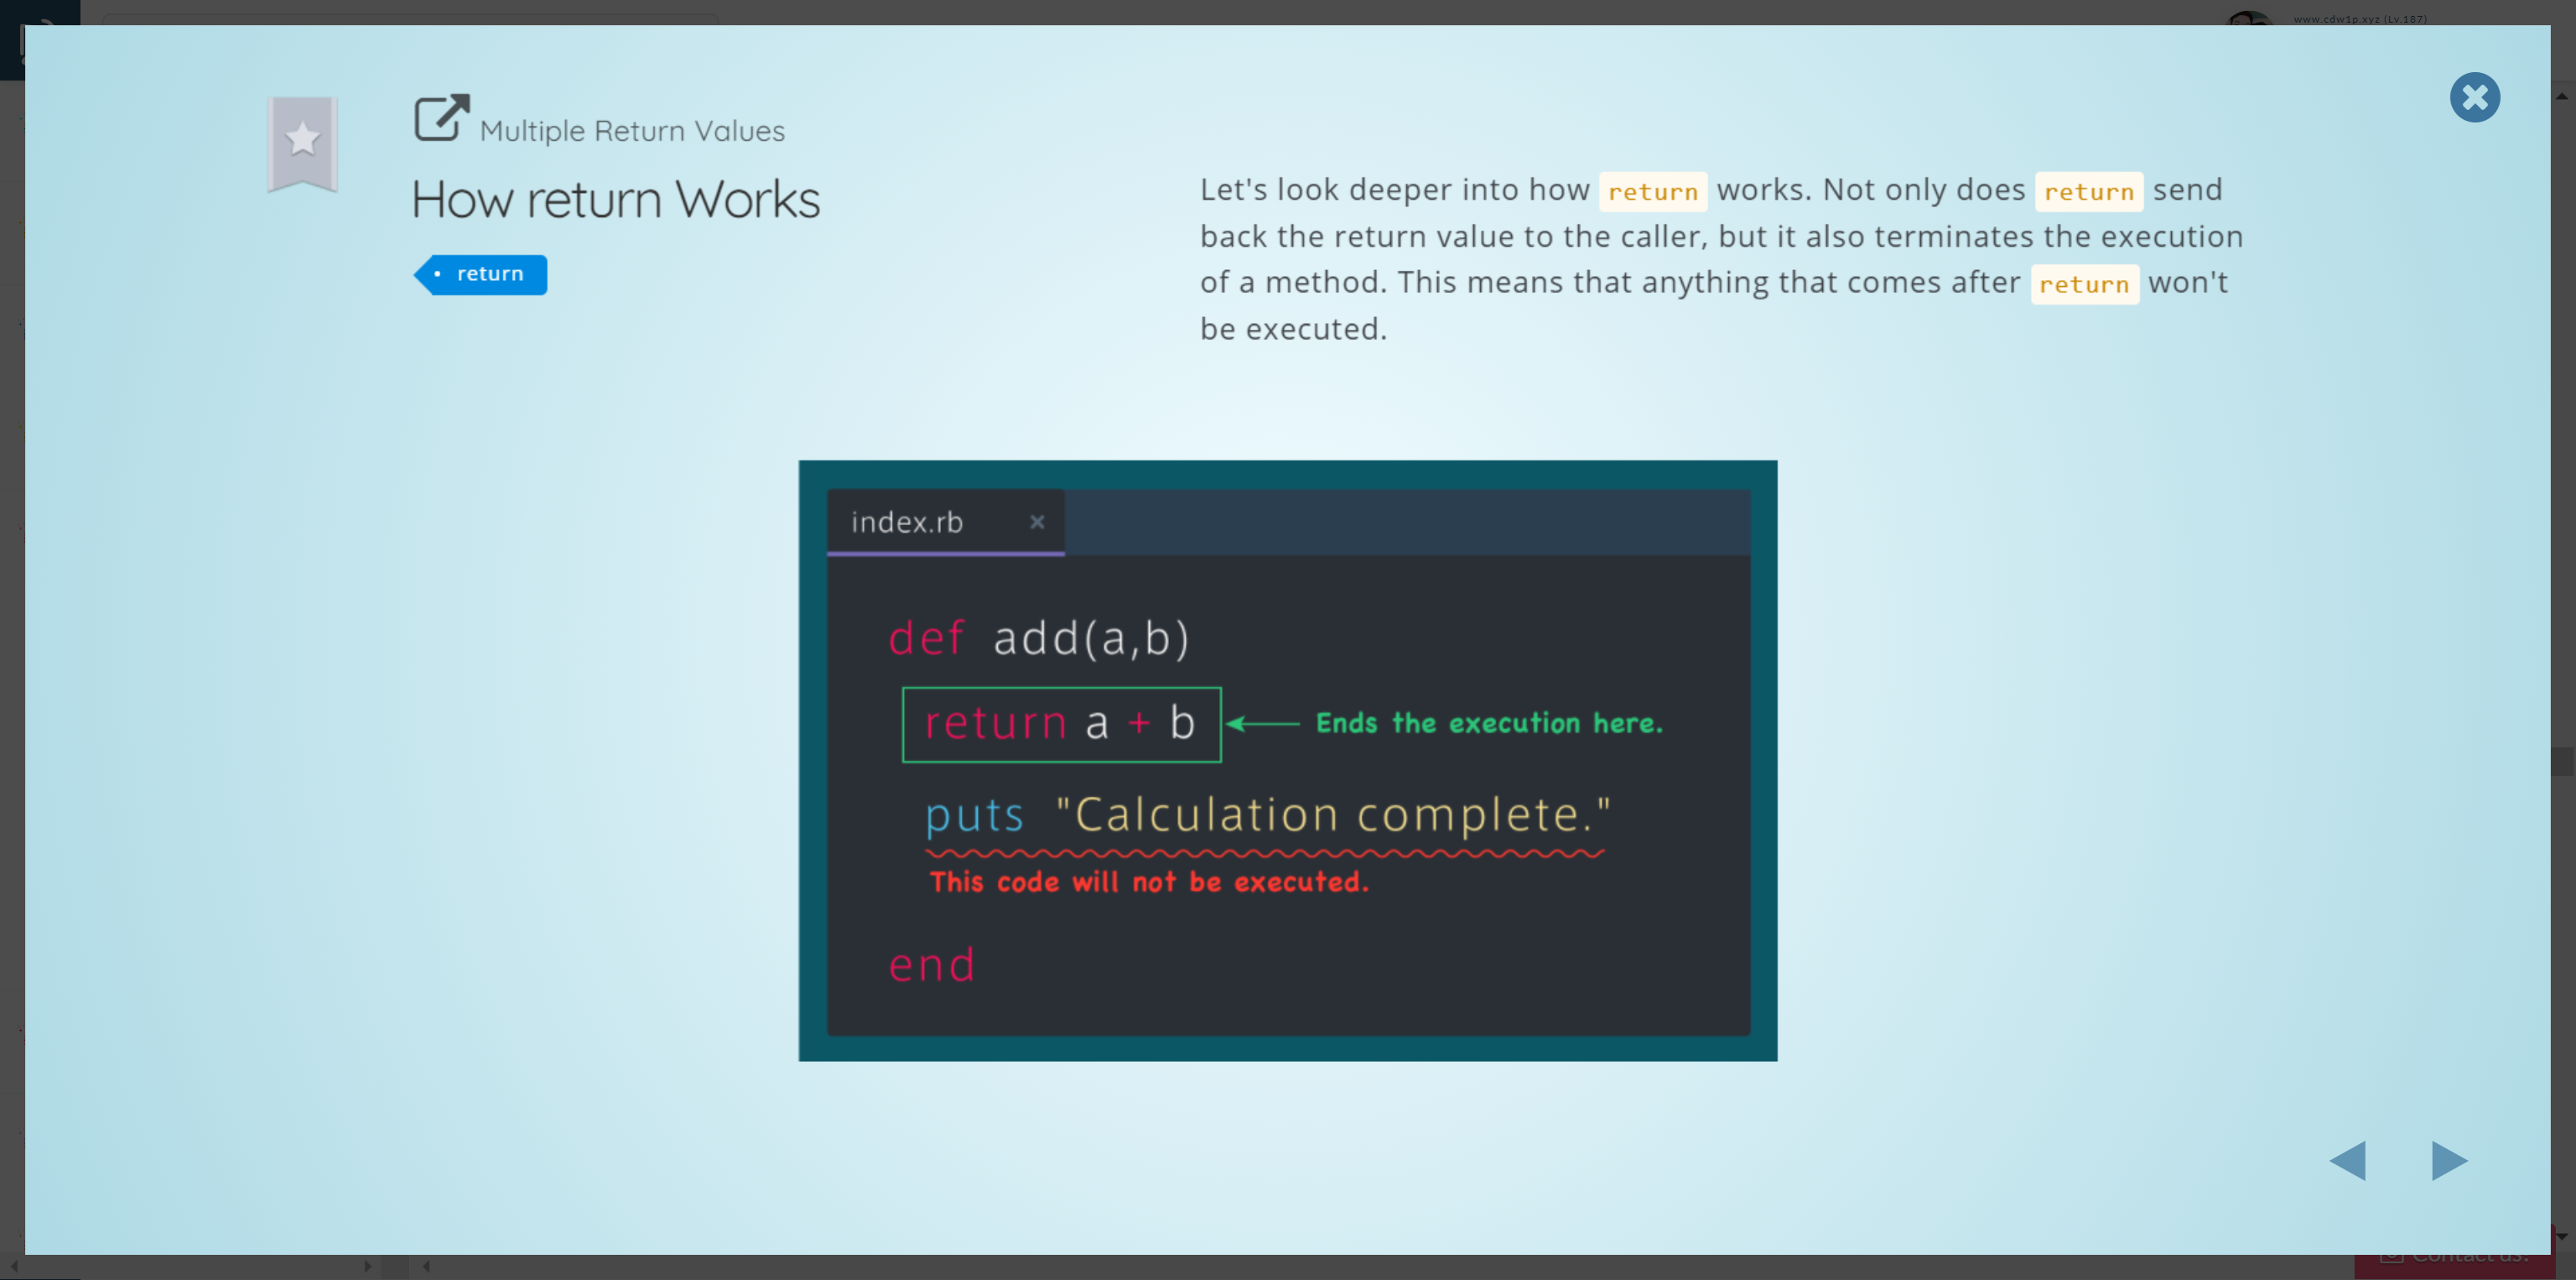 www.cdw1p.xyz (Lv.187)
Multiple Return Values
How return Works
return
Let's look deeper into how return works. Not only does return send
back the return value to the caller, but it also terminates the execution
of a method. This means that anything that comes after return won't
be executed.
index.rb
def add(a,b)
return a + b
Ends the execution here.
puts "Calculation complete."
This code will not be executed.
end
Contact us!